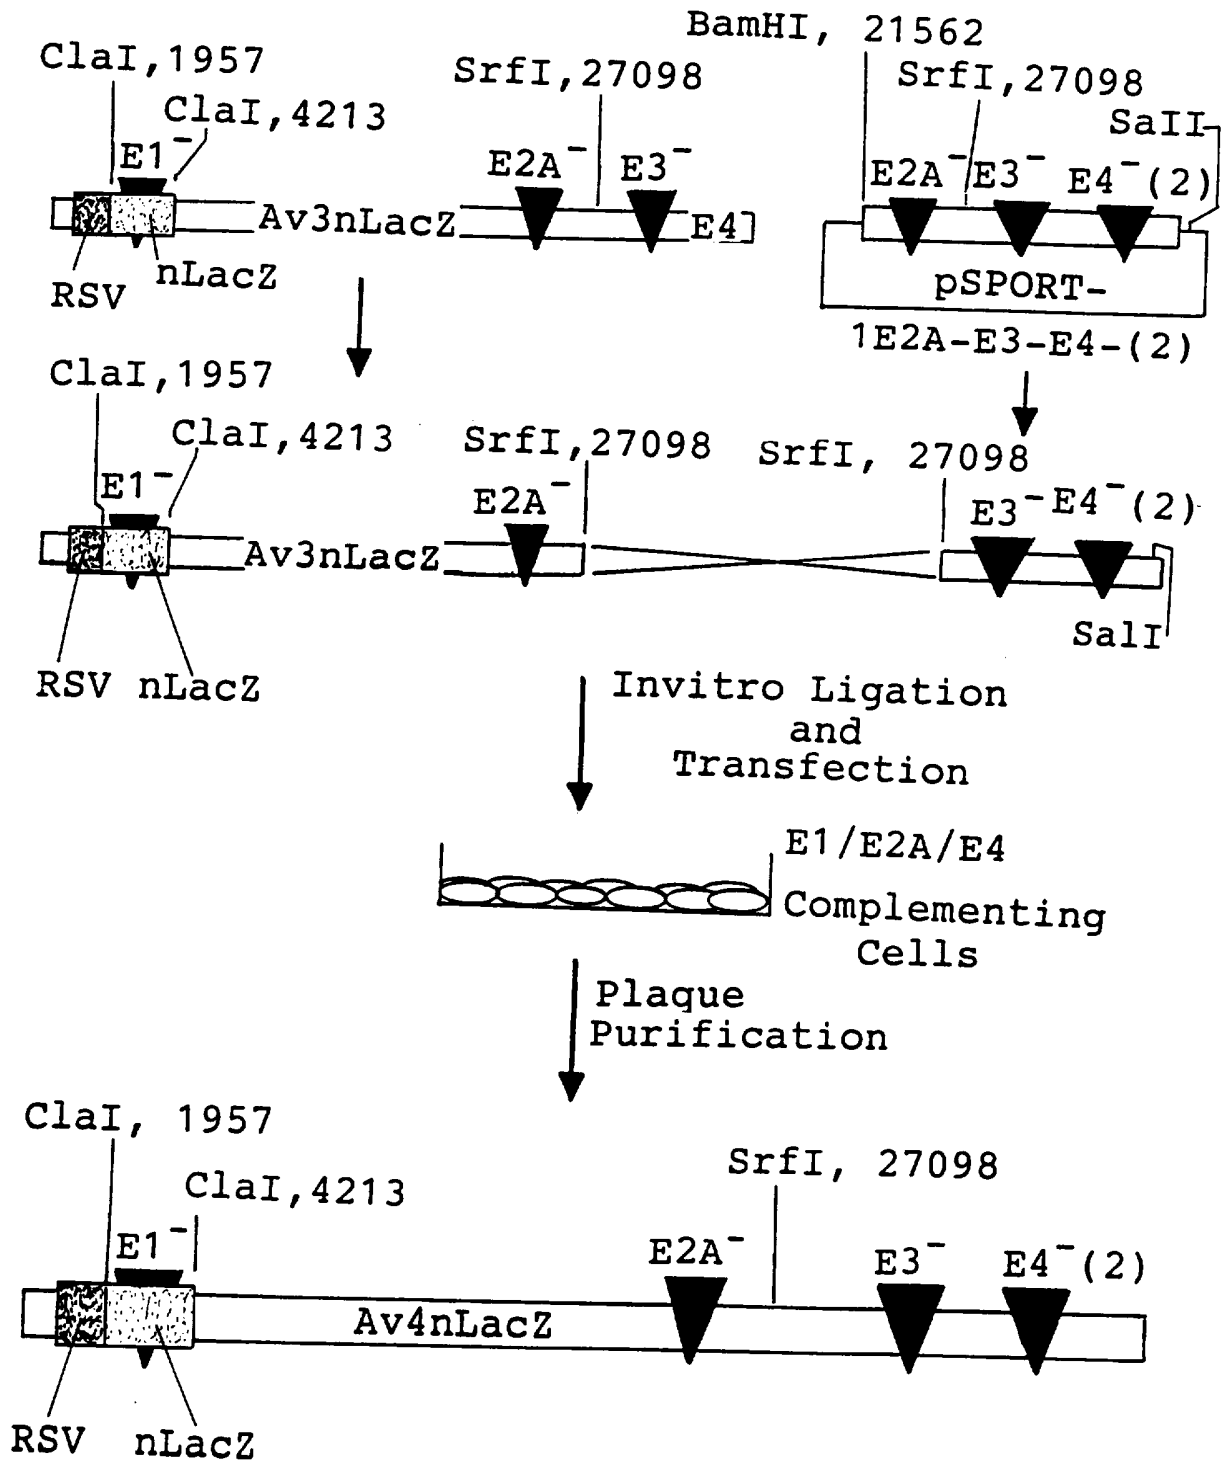 BamHI, 21562
ClaI,1957
SrfI,27098
SrfI,27098
ClaI,4213
SaII
E1-
E2A-
E3-
E2A-
E3-
E4-(2)
Av3nLacZ
E4
nLacZ
RSV
pSPORT-
1E2A-E3-E4-(2)
ClaI,1957
ClaI,4213
SrfI,27098
SrfI, 27098
E1-
E2A-
E3-
E4-(2)
Av3nLacZ
SalI
RSV nLacZ
Invitro Ligation
and
Transfection
E1/E2A/E4
Complementing
Cells
Plaque
Purification
ClaI, 1957
SrfI, 27098
ClaI,4213
E1-
E2A-
E3-
E4-(2)
Av4nLacZ
RSV nLacZ